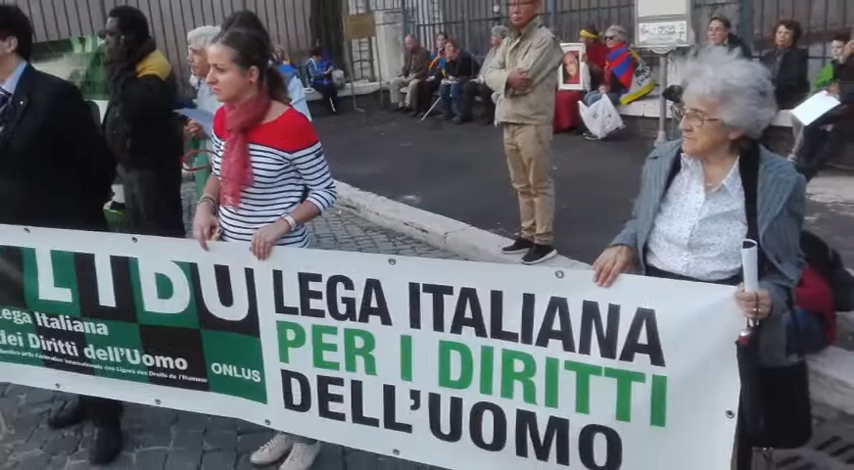 LIDU
Lega Italiana
dei Diritti dell'Uomo
ONLUS
LEGA ITALIANA
PER I DIRITTI
DELL'UOMO